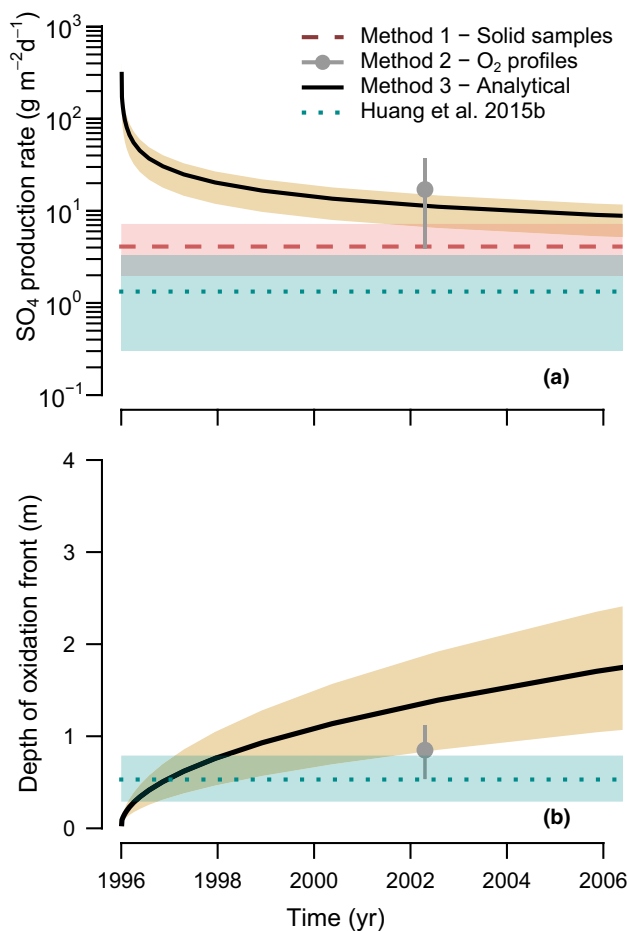 10³
10²
10¹
10⁰
10⁻¹
SO₄ production rate (g m⁻²d⁻¹)
Method 1 − Solid samples
Method 2 − O₂ profiles
Method 3 − Analytical
Huang et al. 2015b
(a)
4
3
2
1
0
Depth of oxidation front (m)
(b)
1996 1998 2000 2002 2004 2006
Time (yr)